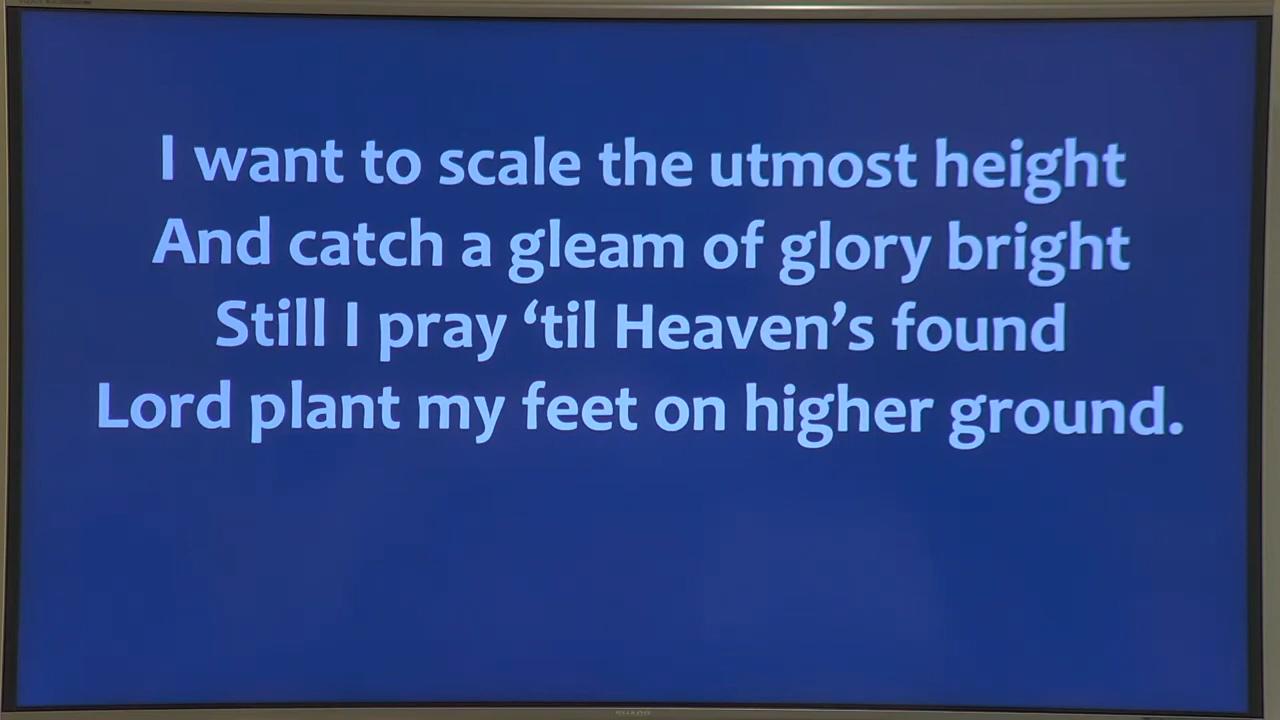 I want to scale the utmost height
And catch a gleam of glory bright
Still I pray ‘til Heaven’s found
Lord plant my feet on higher ground.